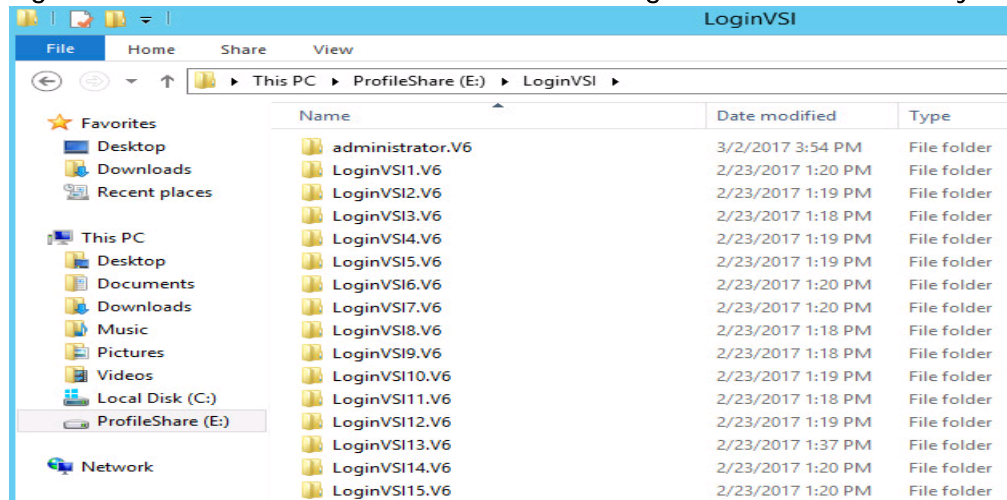 LoginVSI
File Home Share View
This PC ProfileShare (E:) LoginVSI
Name Date modified Type
Favorites
Desktop
Downloads
Recent places
This PC
Desktop
Documents
Downloads
Music
Pictures
Videos
Local Disk (C:)
ProfileShare (E:)
Network
administrator.V6 3/2/2017 3:54 PM File folder
LoginVSI1.V6 2/23/2017 1:20 PM File folder
LoginVSI2.V6 2/23/2017 1:19 PM File folder
LoginVSI3.V6 2/23/2017 1:18 PM File folder
LoginVSI4.V6 2/23/2017 1:19 PM File folder
LoginVSI5.V6 2/23/2017 1:19 PM File folder
LoginVSI6.V6 2/23/2017 1:20 PM File folder
LoginVSI7.V6 2/23/2017 1:20 PM File folder
LoginVSI8.V6 2/23/2017 1:18 PM File folder
LoginVSI9.V6 2/23/2017 1:18 PM File folder
LoginVSI10.V6 2/23/2017 1:19 PM File folder
LoginVSI11.V6 2/23/2017 1:18 PM File folder
LoginVSI12.V6 2/23/2017 1:19 PM File folder
LoginVSI13.V6 2/23/2017 1:37 PM File folder
LoginVSI14.V6 2/23/2017 1:20 PM File folder
LoginVSI15.V6 2/23/2017 1:20 PM File folder